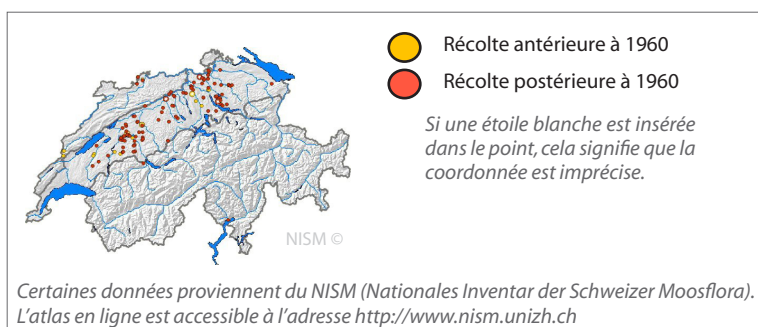 Récolte antérieure à 1960
Récolte postérieure à 1960
Si une étoile blanche est insérée
dans le point, cela signifie que la
coordonnée est imprécise.
NISM ©
Certaines données proviennent du NISM (Nationales Inventar der Schweizer Moosflora).
L'atlas en ligne est accessible à l'adresse http://www.nism.unizh.ch